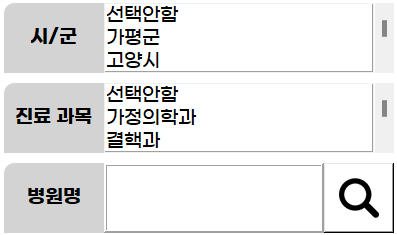 시/군
선택안함
가평군
고양시
진료 과목
선택안함
가정의학과
결핵과
병원명